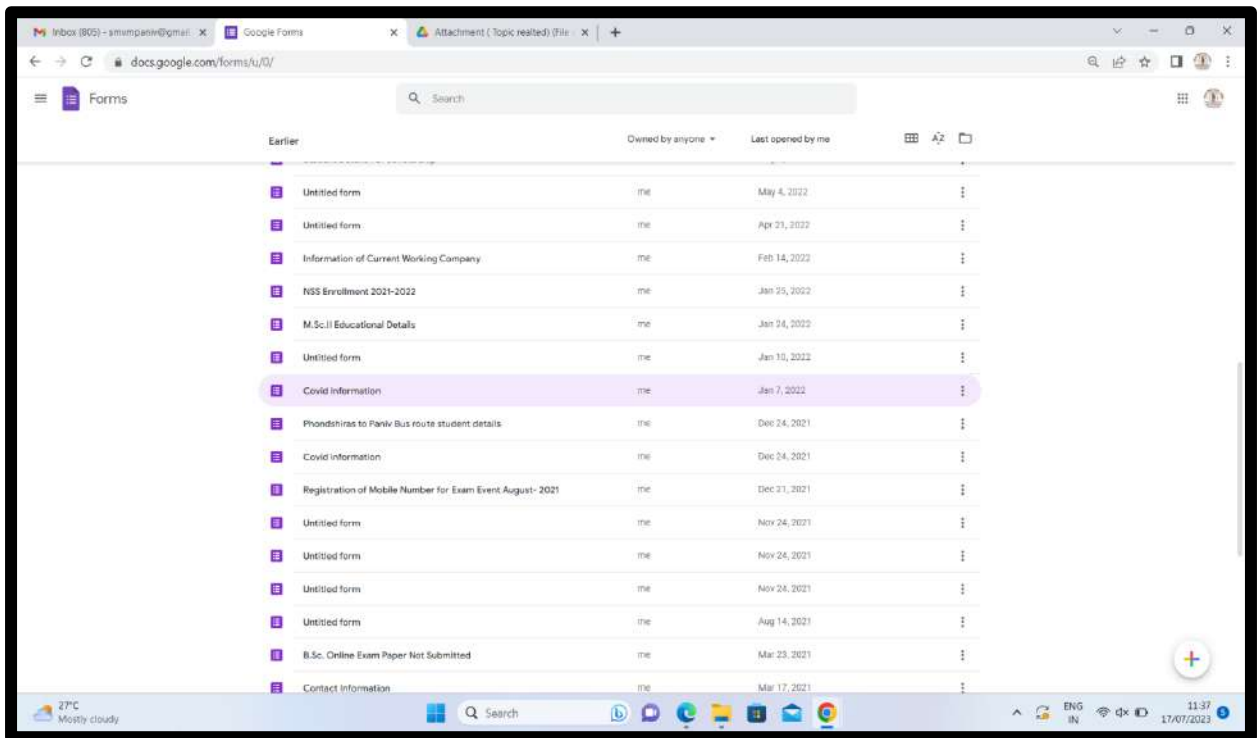 Inbox (805) - smvmpaniv@gmail.
Google Forms
Attachment ( Topic realted) (File
docs.google.com/forms/u/0/
Forms
Search
Earlier
Owned by anyone
Last opened by me
AZ
Untitled form me May 4, 2022
Untitled form me Apr 21, 2022
Information of Current Working Company me Feb 14, 2022
NSS Enrollment 2021-2022 me Jan 25, 2022
M.Sc.II Educational Details me Jan 24, 2022
Untitled form me Jan 10, 2022
Covid information me Jan 7, 2022
Phondshiras to Paniv Bus route student details me Dec 24, 2021
Covid information me Dec 24, 2021
Registration of Mobile Number for Exam Event August- 2021 me Dec 21, 2021
Untitled form me Nov 24, 2021
Untitled form me Nov 24, 2021
Untitled form me Nov 24, 2021
Untitled form me Aug 14, 2021
B.Sc. Online Exam Paper Not Submitted me Mar 23, 2021
Contact Information me Mar 17, 2021
27°C
Mostly cloudy
Search
ENG
IN
11:37
17/07/2023